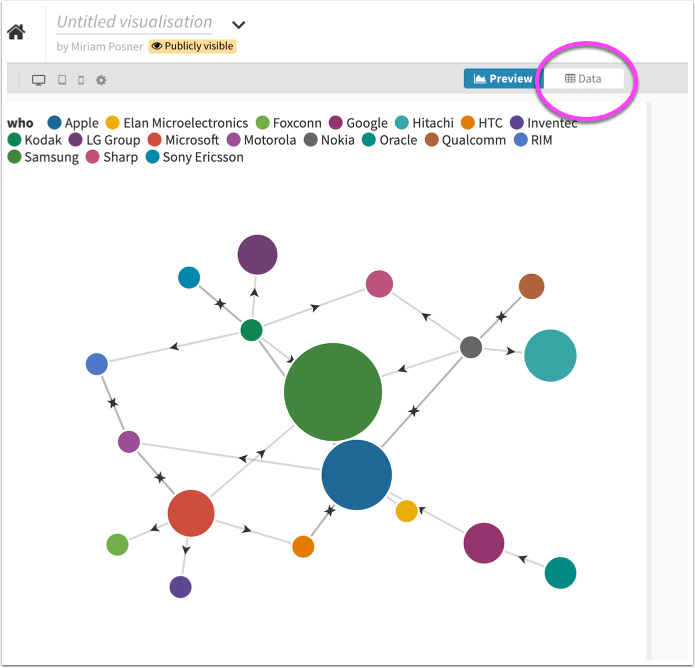 Untitled visualisation
by Miriam Posner Publicly visible
Preview Data
who Apple Elan Microelectronics Foxconn Google Hitachi HTC Inventec
Kodak LG Group Microsoft Motorola Nokia Oracle Qualcomm RIM
Samsung Sharp Sony Ericsson